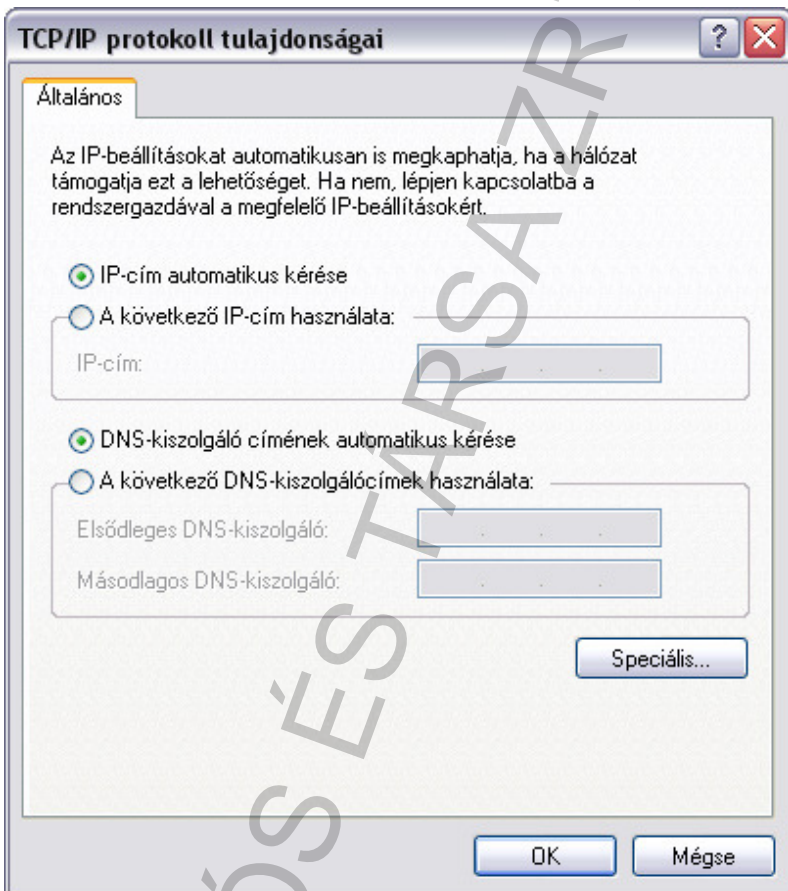 TCP/IP protokoll tulajdonságai
Általános
Az IP-beállításokat automatikusan is megkaphatja, ha a hálózat
támogatja ezt a lehetőséget. Ha nem, lépjen kapcsolatba a
rendszergazdával a megfelelő IP-beállításokért.
IP-cím automatikus kérése
A következő IP-cím használata:
IP-cím:
DNS-kiszolgáló címének automatikus kérése
A következő DNS-kiszolgálócímek használata:
Elsődleges DNS-kiszolgáló:
Másodlagos DNS-kiszolgáló:
Speciális...
OK
Mégse
ÉS TÁRSA